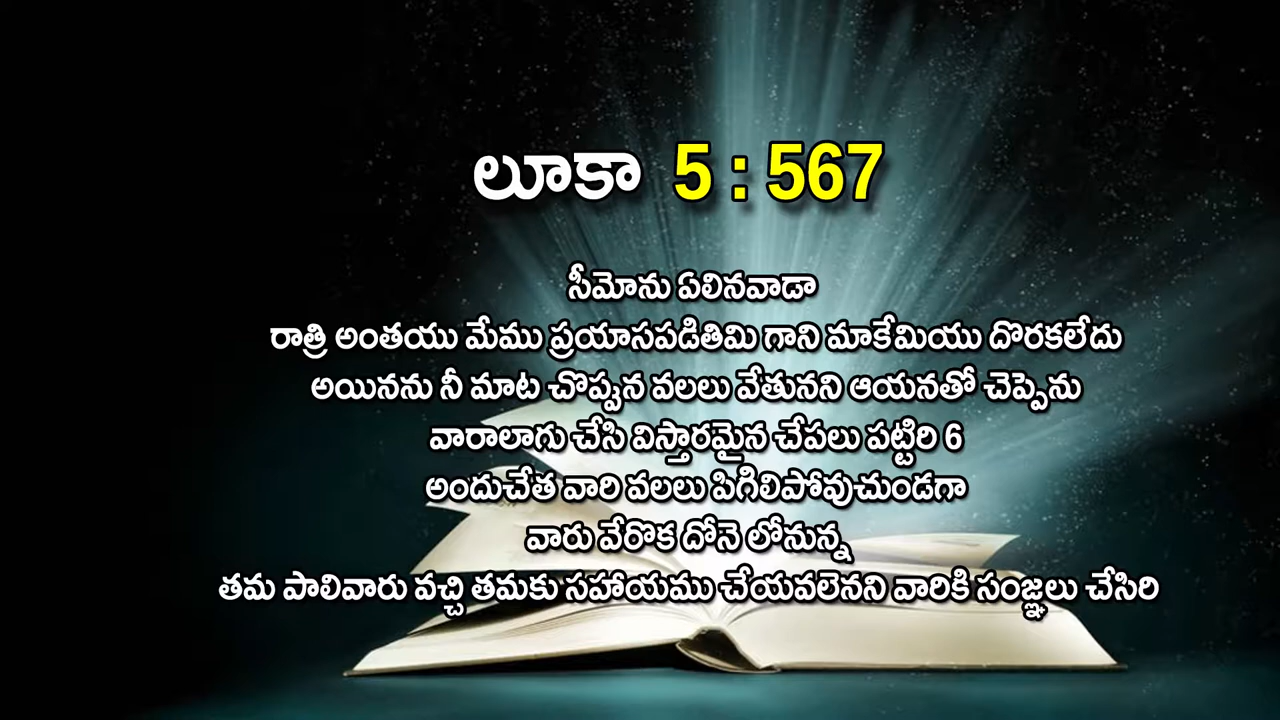 లూకా 5 : 567
సీమోను ఏలినవాడా
రాత్రి అంతయు మేము ప్రయాసపడితిమి గాని మాకేమియు దొరకలేదు
అయినను నీ మాట చొప్పున వలలు వేతునని ఆయనతో చెప్పెను
వారాలాగు చేసి విస్తారమైన చేపలు పట్టిరి 6
అందుచేత వారి వలలు పిగిలిపోవుచుండగా
వారు వేరొక దోనె లోనున్న
తమ పాలివారు వచ్చి తమకు సహాయము చేయవలెనని వారికి సంజ్ఞలు చేసిరి